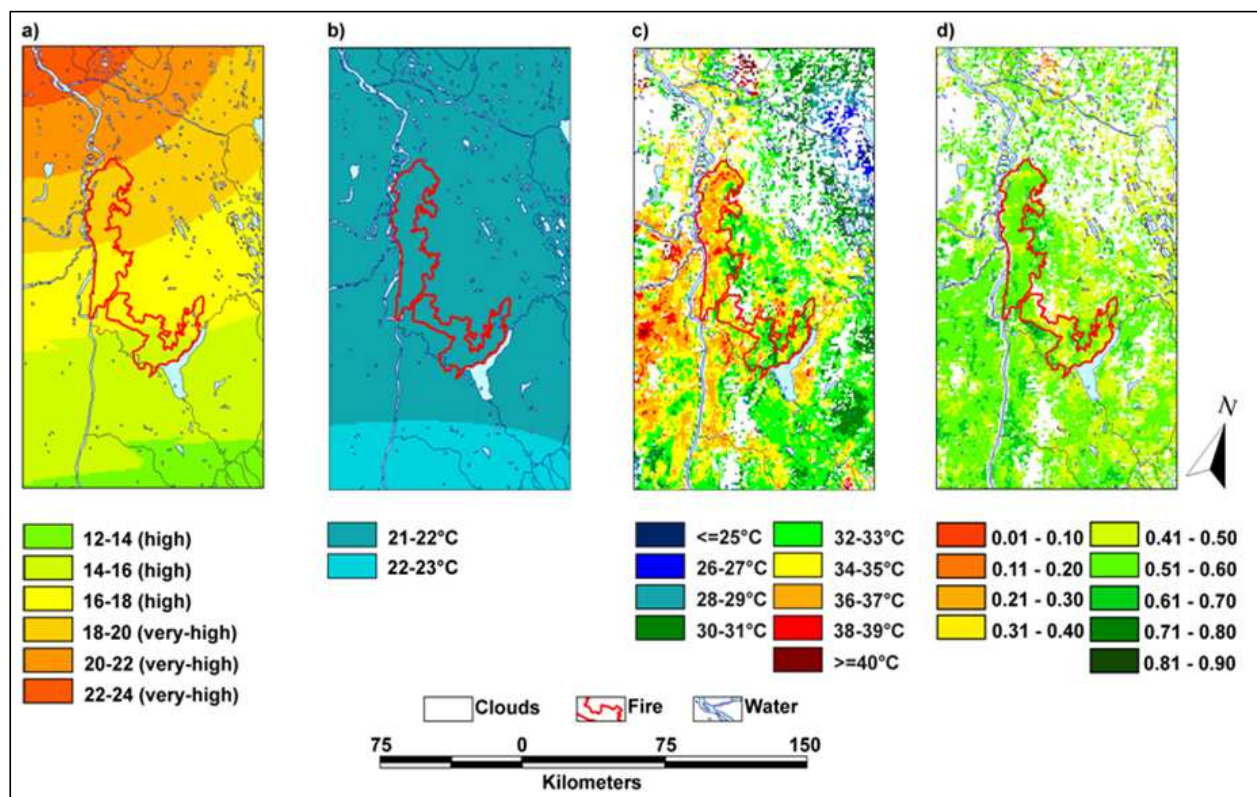 a)
b)
c)
d)
N
12-14 (high)
14-16 (high)
16-18 (high)
18-20 (very-high)
20-22 (very-high)
22-24 (very-high)
21-22°C
22-23°C
<=25°C
26-27°C
28-29°C
30-31°C
32-33°C
34-35°C
36-37°C
38-39°C
>=40°C
0.01 - 0.10
0.11 - 0.20
0.21 - 0.30
0.31 - 0.40
0.41 - 0.50
0.51 - 0.60
0.61 - 0.70
0.71 - 0.80
0.81 - 0.90
Clouds
Fire
Water
75 0 75 150
Kilometers